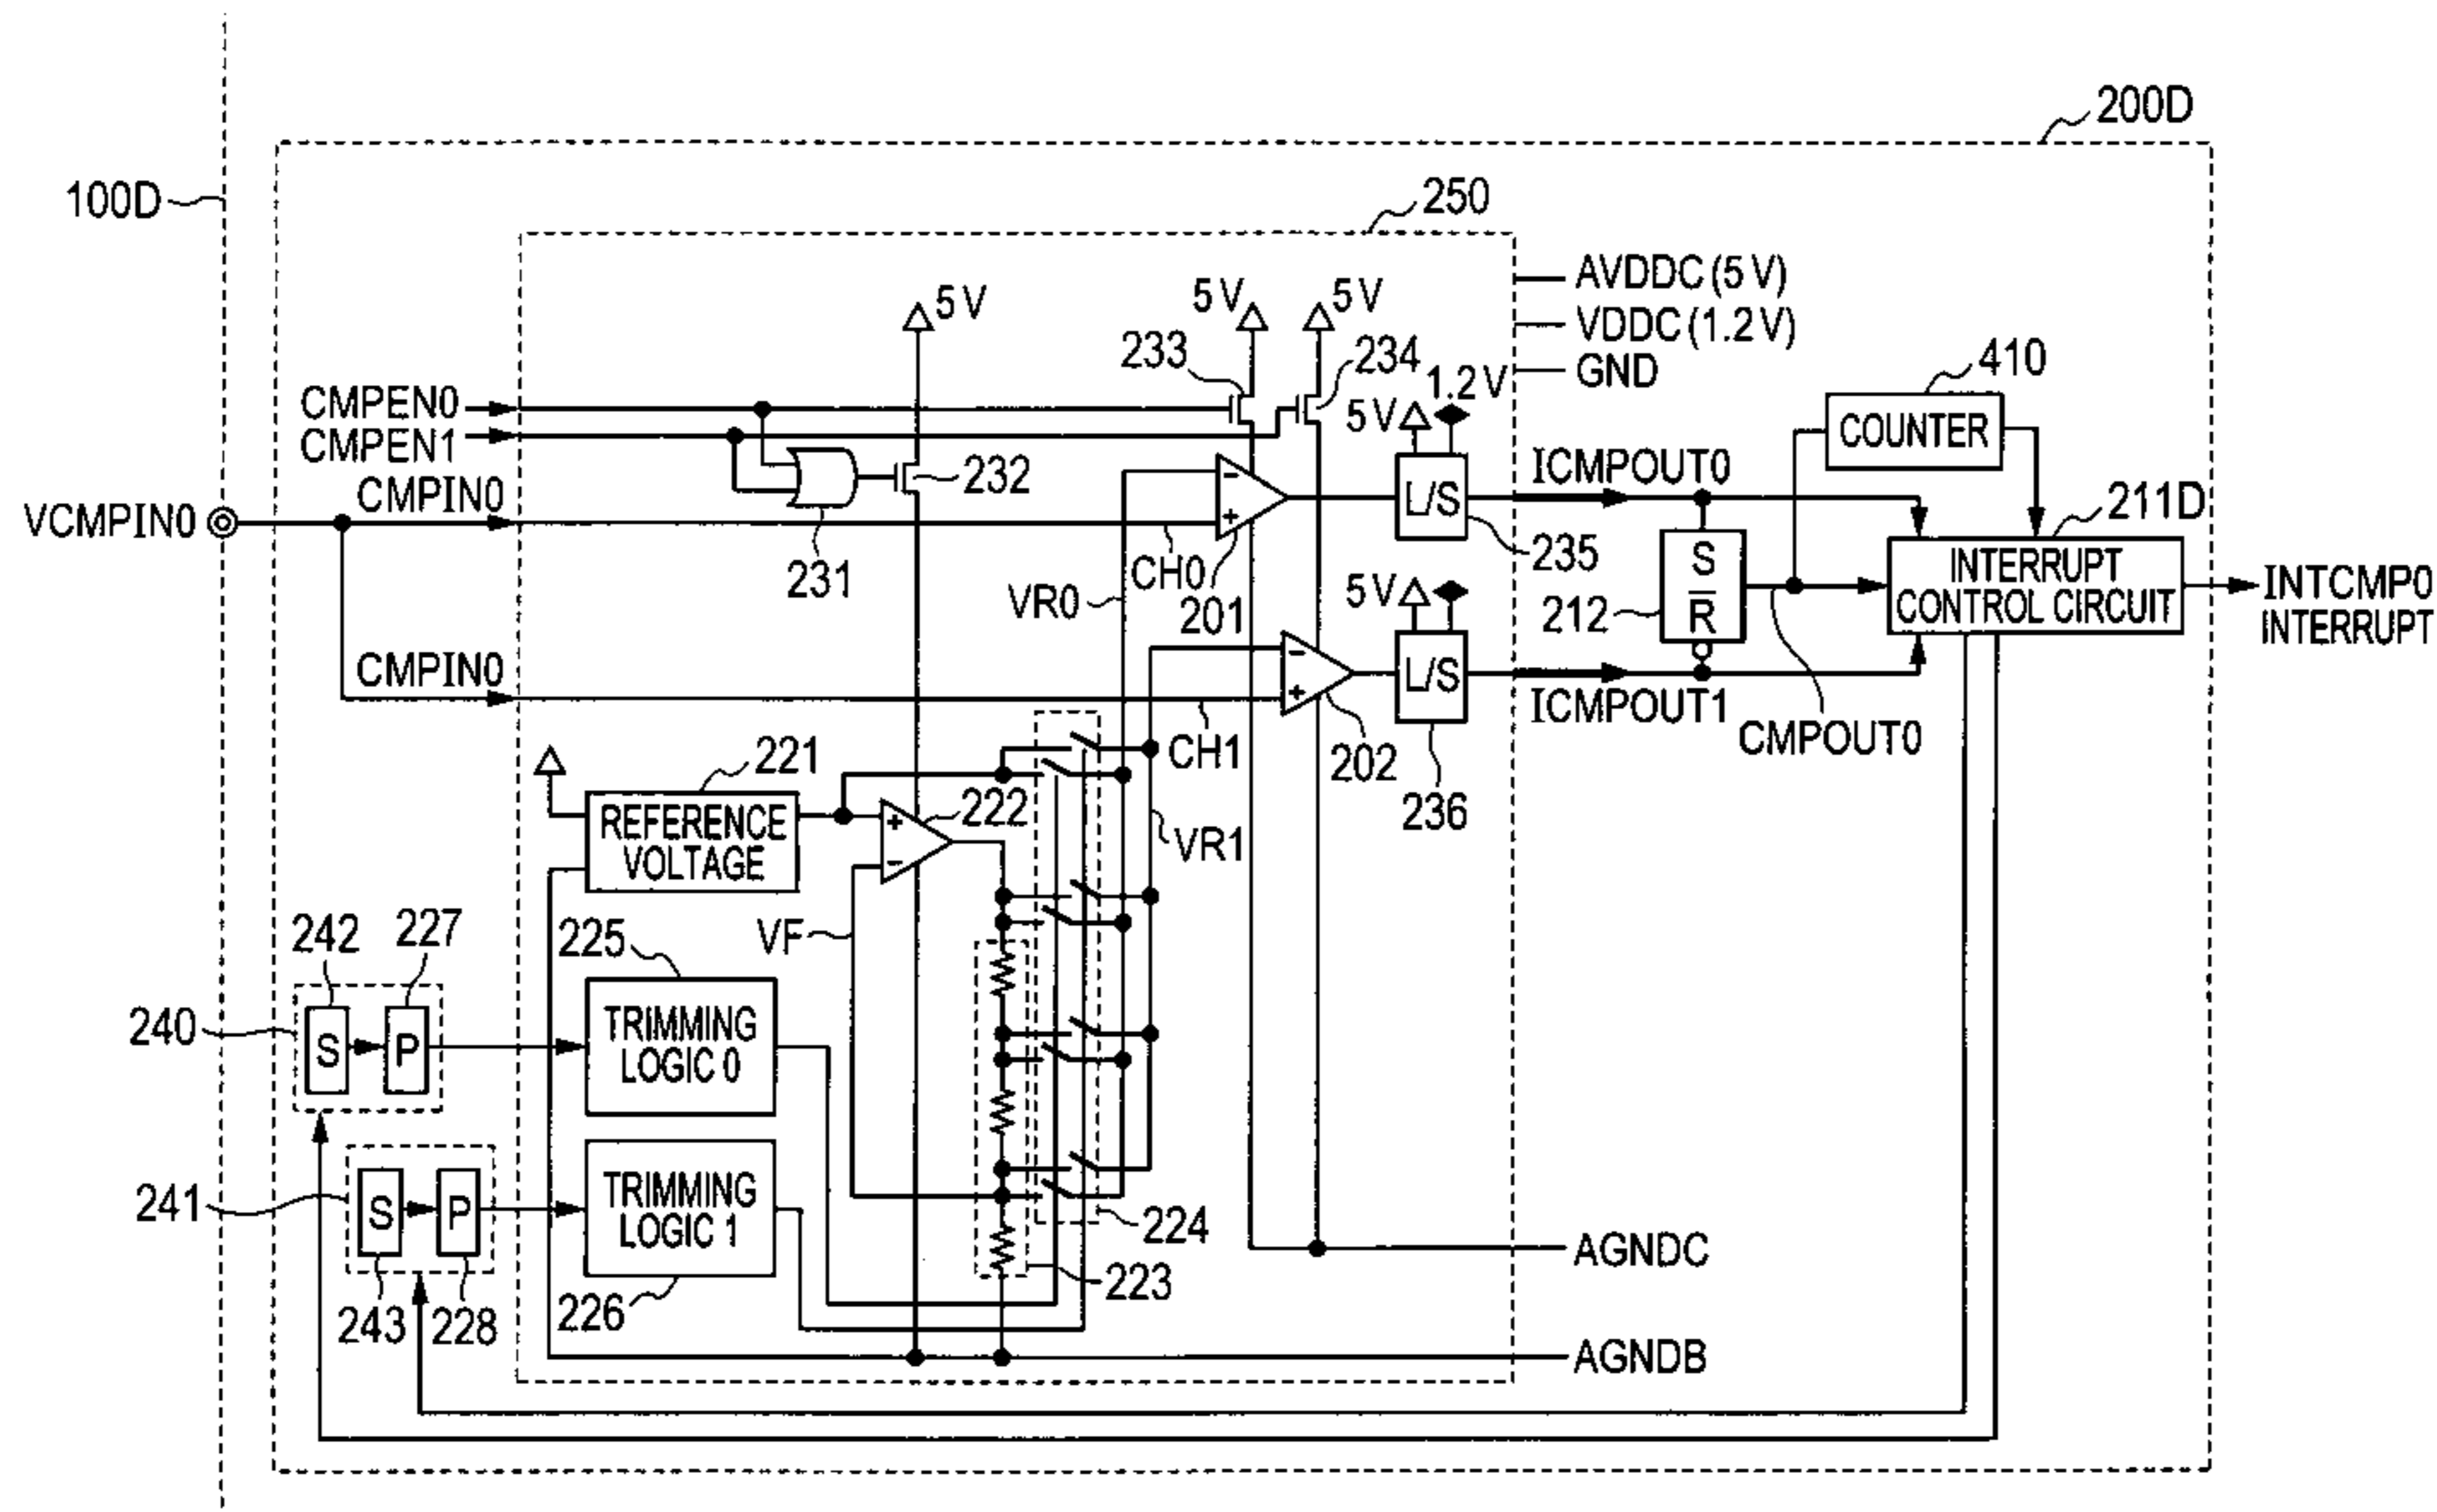 200D
100D
250
AVDDC (5 V)
VDDC (1.2 V)
GND
5 V
5 V
5 V
233
234
1.2 V
5 V
410
COUNTER
CMPEN0
CMPEN1
CMPIN0
VCMPIN0
232
231
L/S
ICMPOUT0
235
211D
CH0
201
VR0
S
R
212
INTERRUPT
CONTROL CIRCUIT
INTCMP0
INTERRUPT
5 V
CMPIN0
L/S
ICMPOUT1
CMPOUT0
CH1
202
236
221
REFERENCE
VOLTAGE
222
VR1
VF
242
227
225
240
S
P
TRIMMING
LOGIC 0
241
S
P
TRIMMING
LOGIC 1
243
228
226
224
223
AGNDC
AGNDB